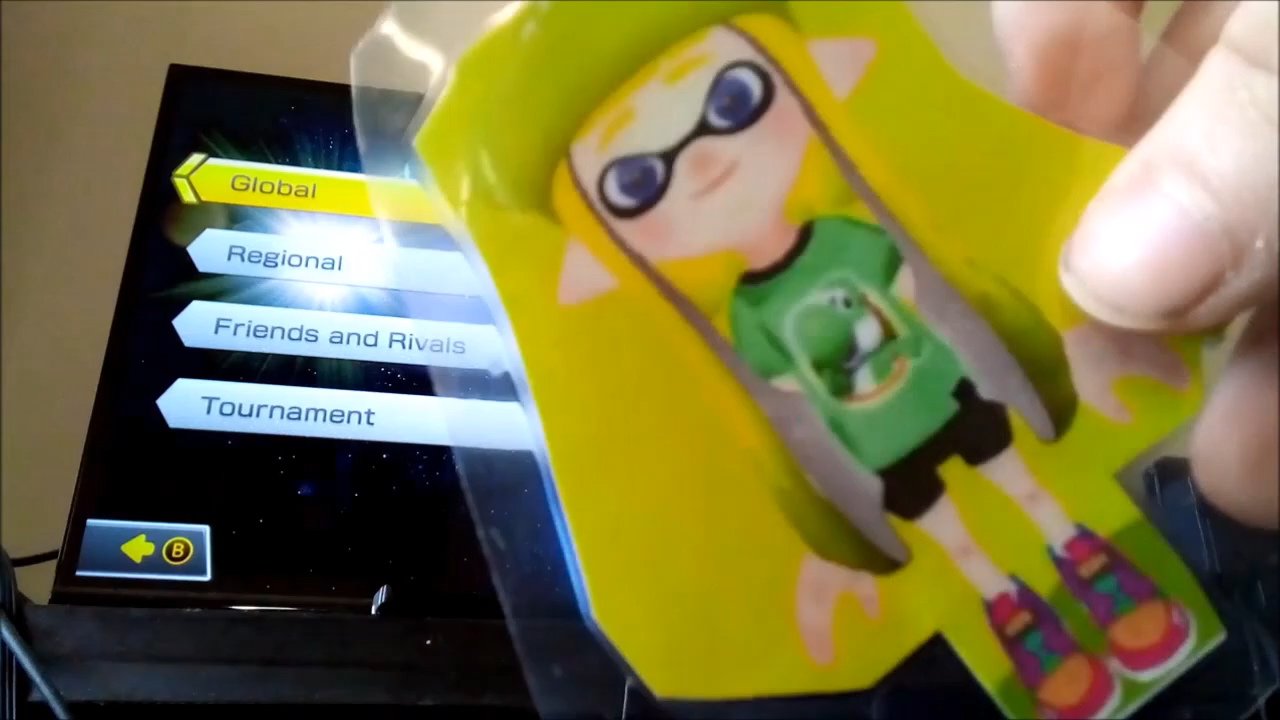 Global
Regional
Friends and Rivals
Tournament
B